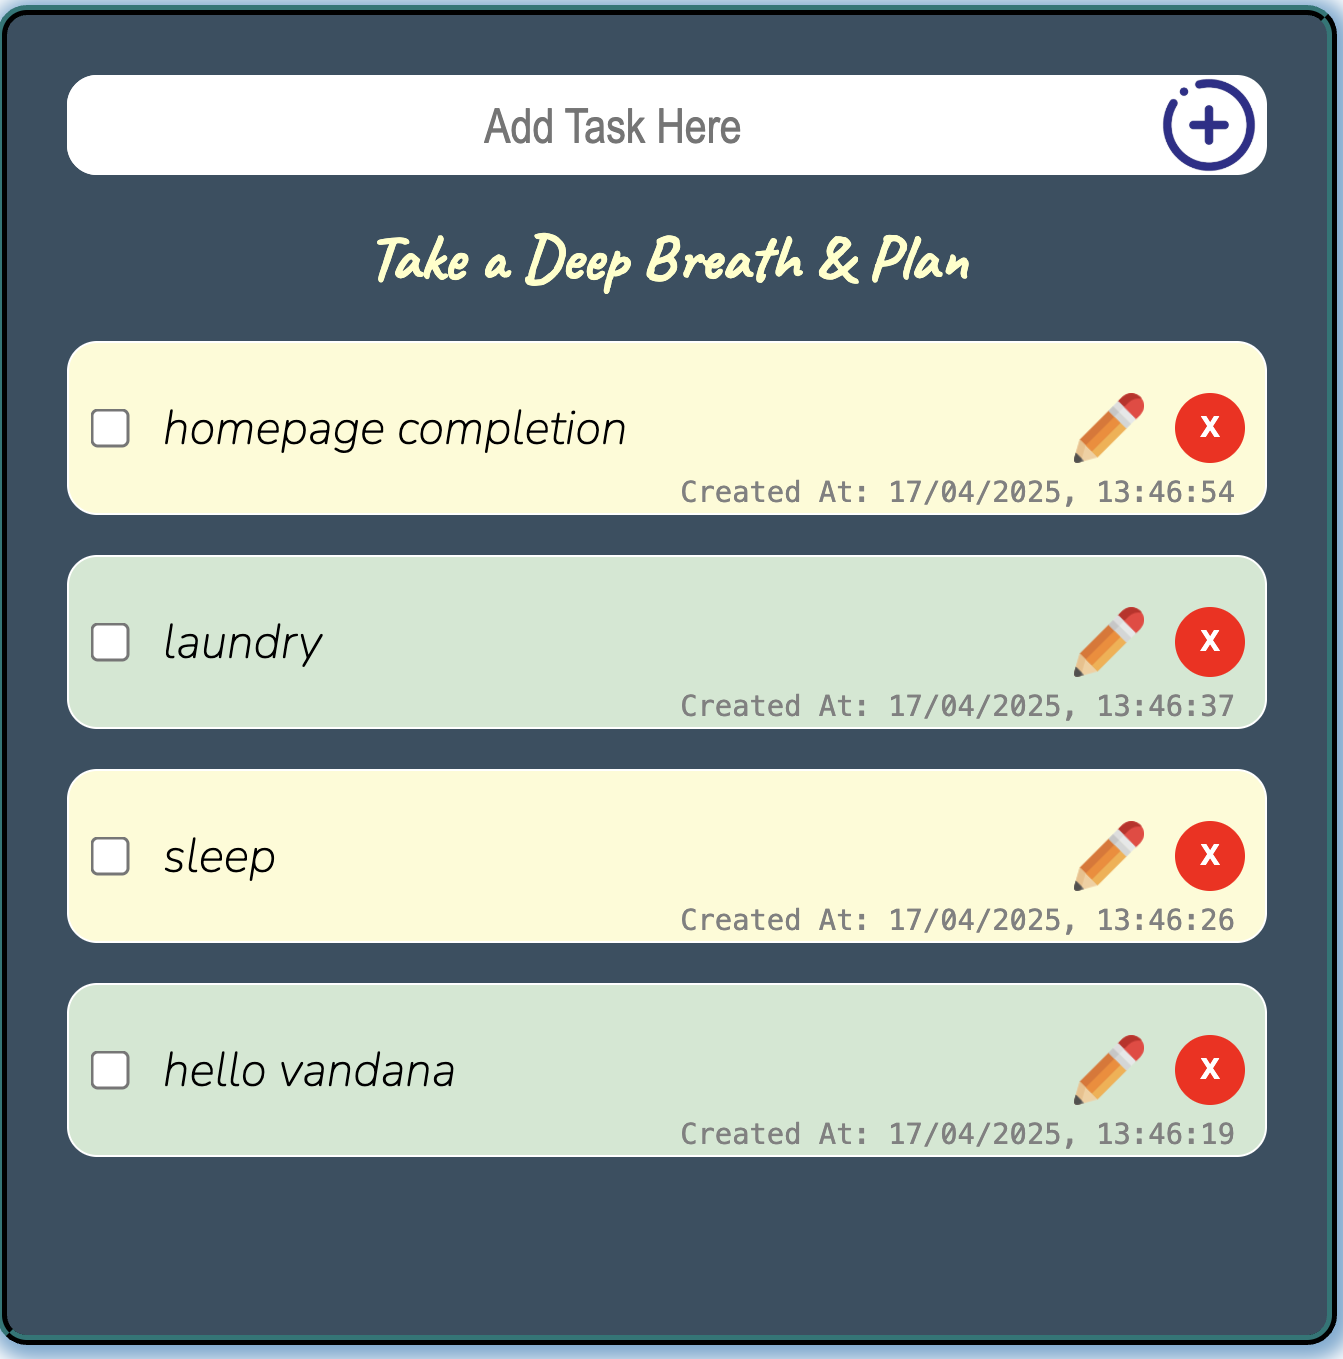 Add Task Here
Take a Deep Breath & Plan
homepage completion
X
Created At: 17/04/2025, 13:46:54
laundry
X
Created At: 17/04/2025, 13:46:37
sleep
X
Created At: 17/04/2025, 13:46:26
hello vandana
X
Created At: 17/04/2025, 13:46:19